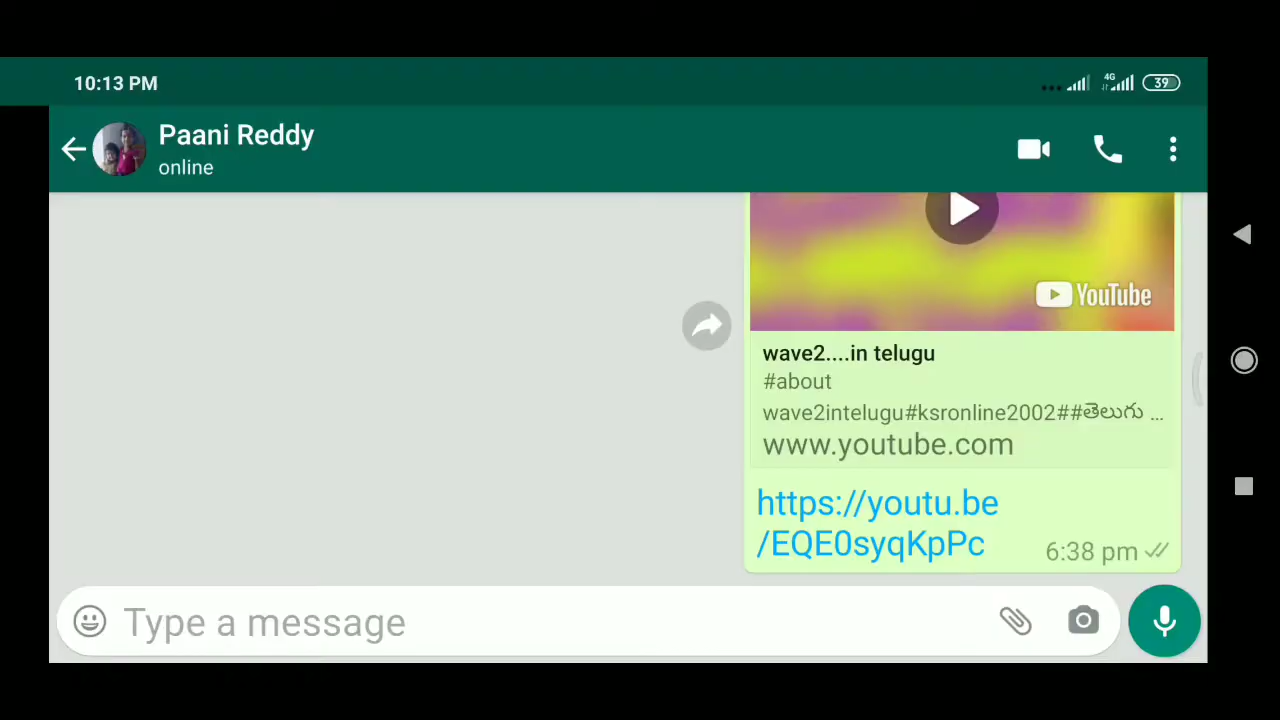 10:13 PM
4G
39
Paani Reddy
online
YouTube
wave2....in telugu
#about
wave2intelugu#ksronline2002##తెలుగు ...
www.youtube.com
https://youtu.be
/EQE0syqKpPc
6:38 pm
Type a message